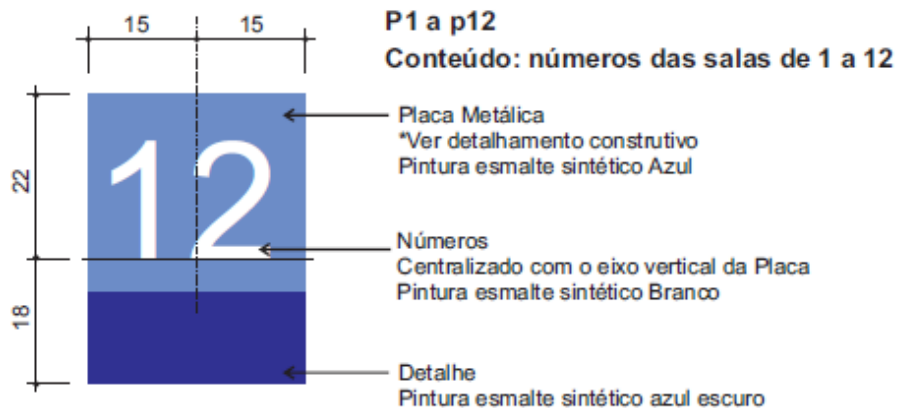 15 15
P1 a p12
Conteúdo: números das salas de 1 a 12
Placa Metálica
*Ver detalhamento construtivo
Pintura esmalte sintético Azul
22
12
Números
Centralizado com o eixo vertical da Placa
Pintura esmalte sintético Branco
18
Detalhe
Pintura esmalte sintético azul escuro